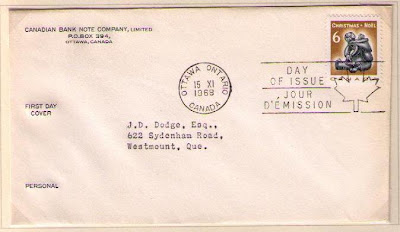 CANADIAN BANK NOTE COMPANY, LIMITED
P.O. BOX 394,
OTTAWA, CANADA
CHRISTMAS • NOËL
6
CANADA
OTTAWA ONTARIO
15 XI
1968
CANADA
DAY
OF ISSUE
JOUR
D'ÉMISSION
FIRST DAY
COVER
J.D. Dodge, Esq.,
622 Sydenham Road,
Westmount, Que.
PERSONAL